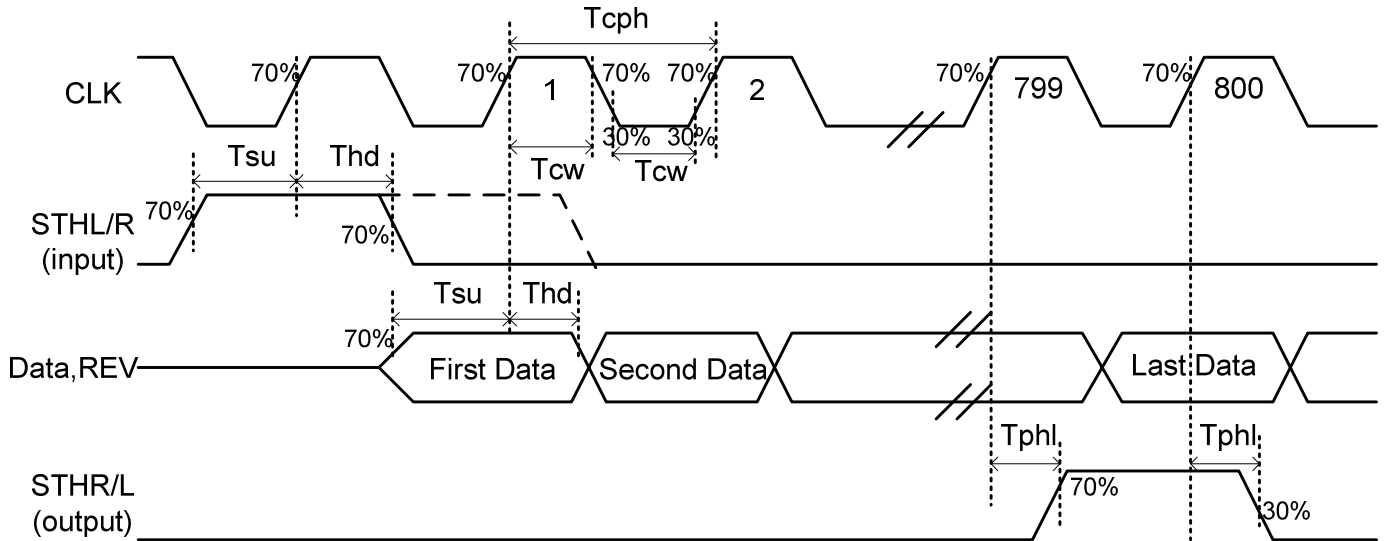 Tcph
CLK
70% 70% 70% 70% 70% 70%
1 2 799 800
30% 30%
Tsu Thd Tcw Tcw
STHL/R
(input)
70% 70%
Tsu Thd
70%
Data,REV
First Data Second Data Last Data
Tphl Tphl
STHR/L
(output)
70% 30%